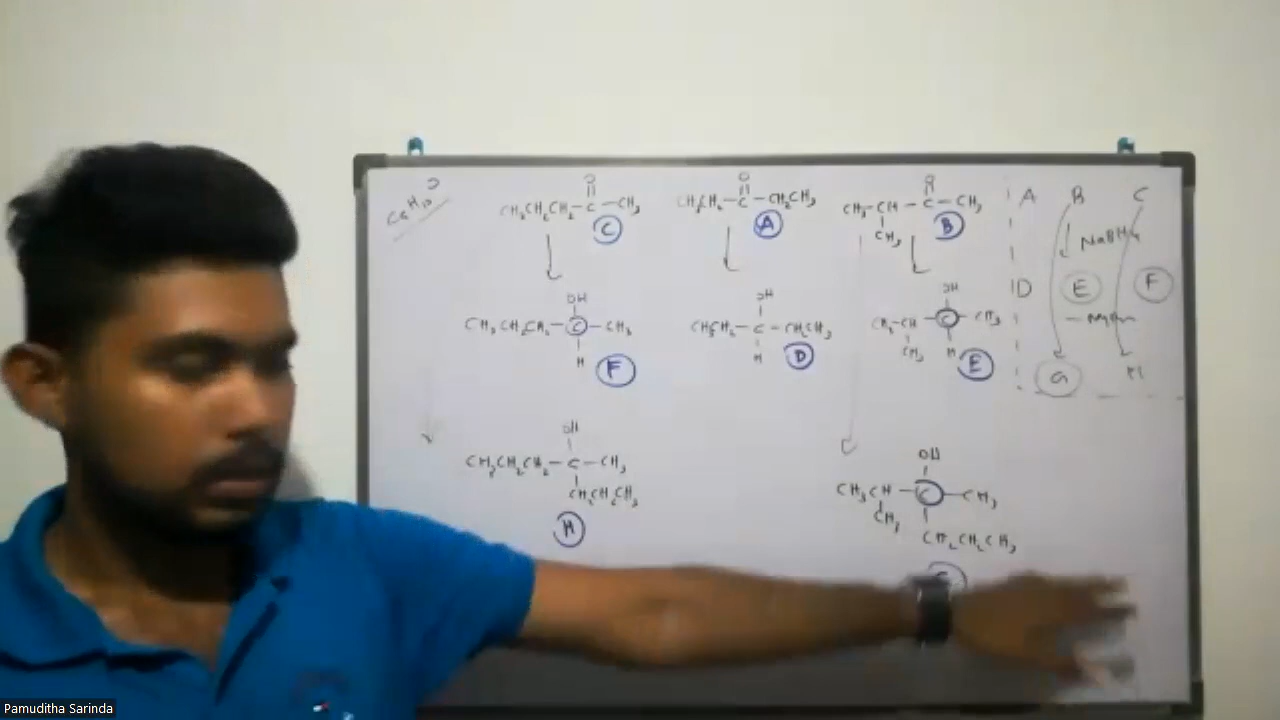 C5H10 O
O
CH3CH2CH2-C-CH3
C
O
CH3CH2-C-CH2CH3
A
O
CH3-CH-C-CH3
CH3
B
A B C
NaBH4
D E F
G H
OH
CH3CH2CH2-C-CH3
H
F
OH
CH3CH2-C-CH2CH3
H
D
OH
CH3-CH-C-CH3
CH3 H
E
OH
CH3CH2CH2-C-CH3
CH2CH2CH3
H
OH
CH3CH-C-CH3
CH3
CH2CH2CH3
Pamuditha Sarinda